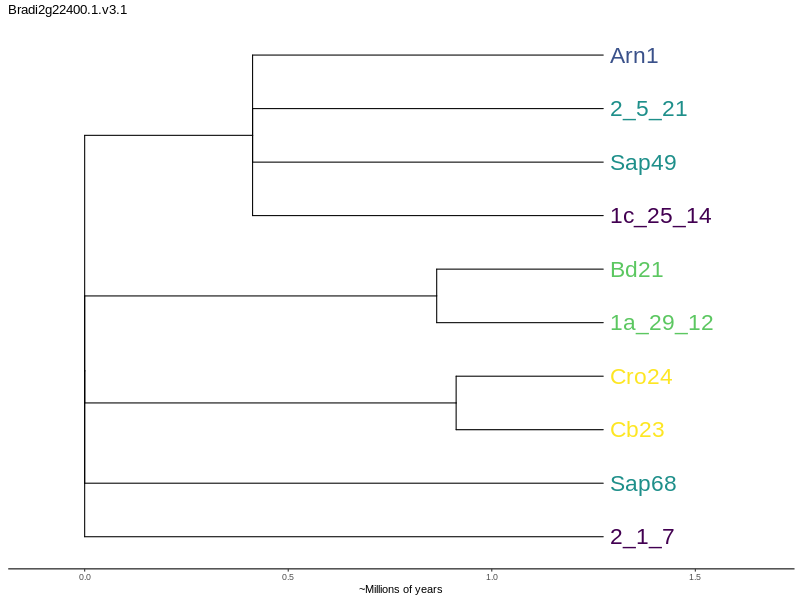 Bradi2g22400.1.v3.1
Arn1
2_5_21
Sap49
1c_25_14
Bd21
1a_29_12
Cro24
Cb23
Sap68
2_1_7
0.0 0.5 1.0 1.5
~Millions of years